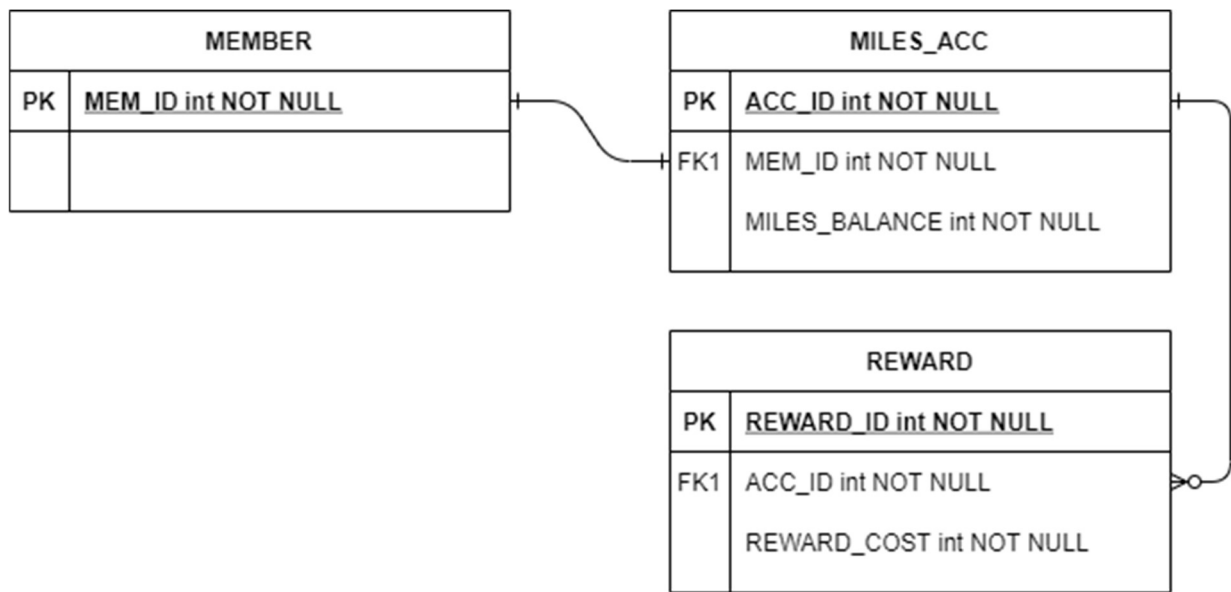 MEMBER
PK MEM_ID int NOT NULL
MILES_ACC
PK ACC_ID int NOT NULL
FK1 MEM_ID int NOT NULL
MILES_BALANCE int NOT NULL
REWARD
PK REWARD_ID int NOT NULL
FK1 ACC_ID int NOT NULL
REWARD_COST int NOT NULL